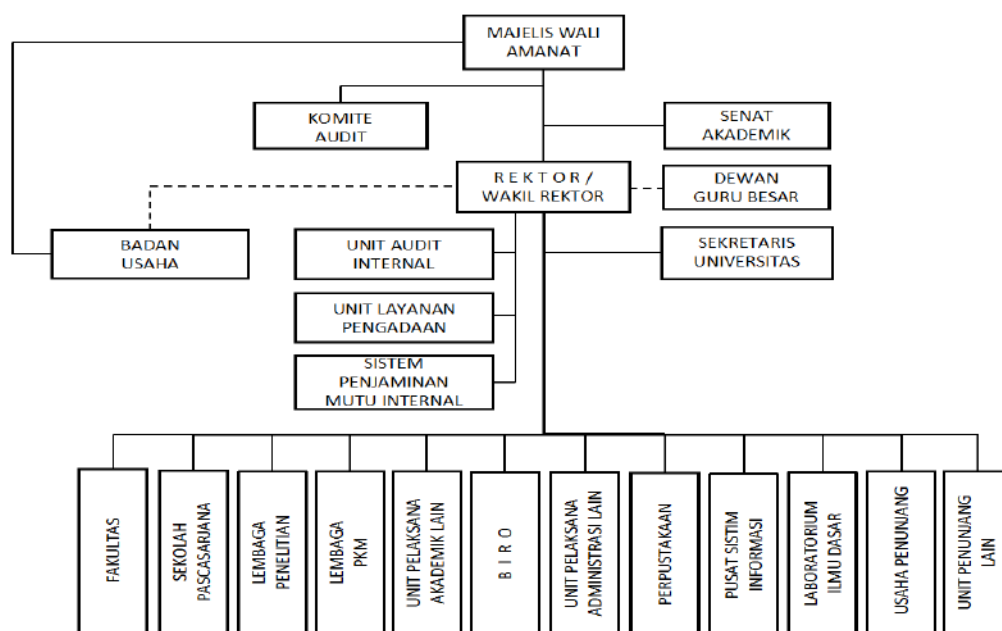 MAJELIS WALI
AMANAT
KOMITE
AUDIT
SENAT
AKADEMIK
R E K T O R /
WAKIL REKTOR
DEWAN
GURU BESAR
BADAN
USAHA
UNIT AUDIT
INTERNAL
SEKRETARIS
UNIVERSITAS
UNIT LAYANAN
PENGADAAN
SISTEM
PENJAMINAN
MUTU INTERNAL
FAKULTAS
SEKOLAH
PASCASARJANA
LEMBAGA
PENELITIAN
LEMBAGA
PKM
UNIT PELAKSANA
AKADEMIK LAIN
B I R O
UNIT PELAKSANA
ADMINISTRASI LAIN
PERPUSTAKAAN
PUSAT SISTIM
INFORMASI
LABORATORIUM
ILMU DASAR
USAHA PENUNJANG
UNIT PENUNJANG
LAIN